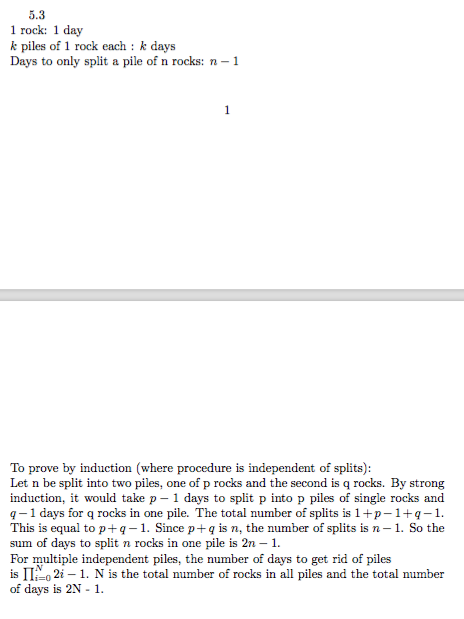 5.3
1 rock: 1 day
k piles of 1 rock each : k days
Days to only split a pile of n rocks: n − 1
1
To prove by induction (where procedure is independent of splits):
Let n be split into two piles, one of p rocks and the second is q rocks. By strong
induction, it would take p − 1 days to split p into p piles of single rocks and
q − 1 days for q rocks in one pile. The total number of splits is 1+p−1+q−1.
This is equal to p+q−1. Since p+q is n, the number of splits is n−1. So the
sum of days to split n rocks in one pile is 2n − 1.
For multiple independent piles, the number of days to get rid of piles
is ∏_{i=0}^{N} 2i − 1. N is the total number of rocks in all piles and the total number
of days is 2N - 1.